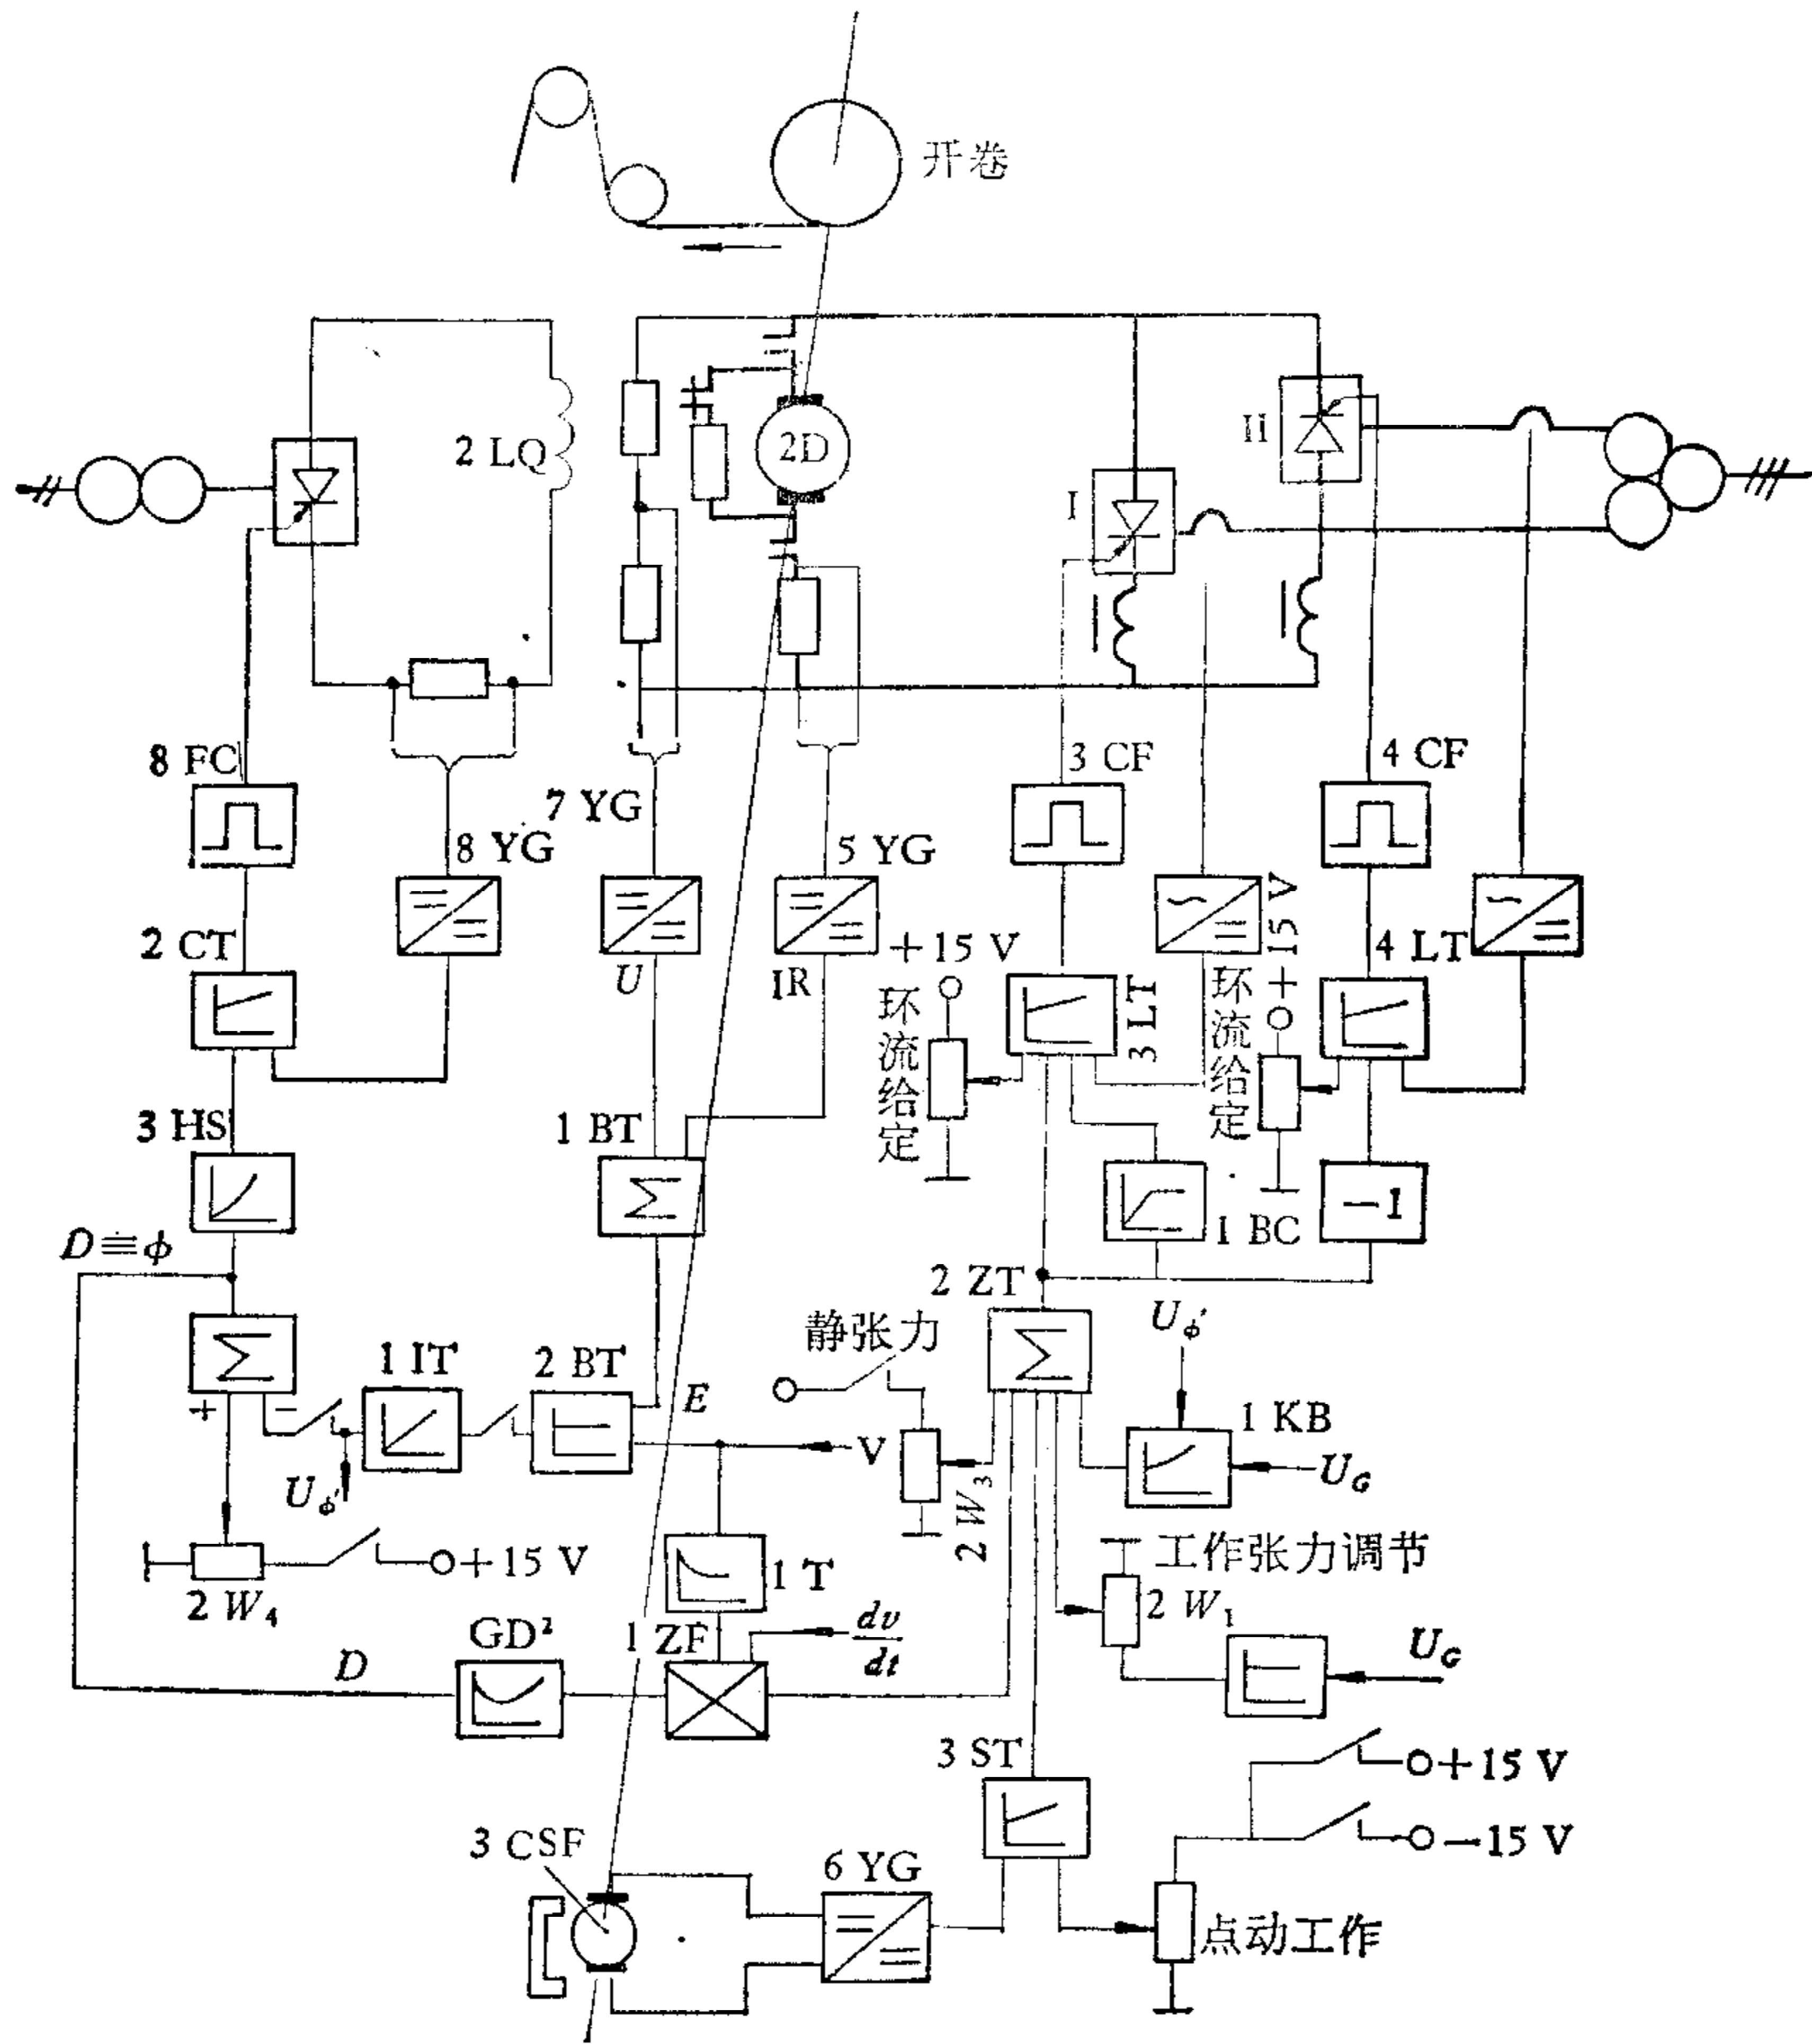 开卷
2 LQ
2D
I
II
8 FC
7 YG
8 YG
5 YG
3 CF
4 CF
2 CT
U
IR
+15 V
环流给定
3 LT
环流给定
+15 V
4 LT
3 HS
1 BT
1 BC
-1
D≅ϕ
2 ZT
静张力
U_ϕ'
1 IT
2 BT
E
+
-
V
2 W₃
1 KB
U_G
U_ϕ'
+15 V
2 W₄
1 T
工作张力调节
2 W₁
GD²
1 ZF
dv/dt
U_G
D
3 ST
+15 V
-15 V
3 CSF
6 YG
点动工作